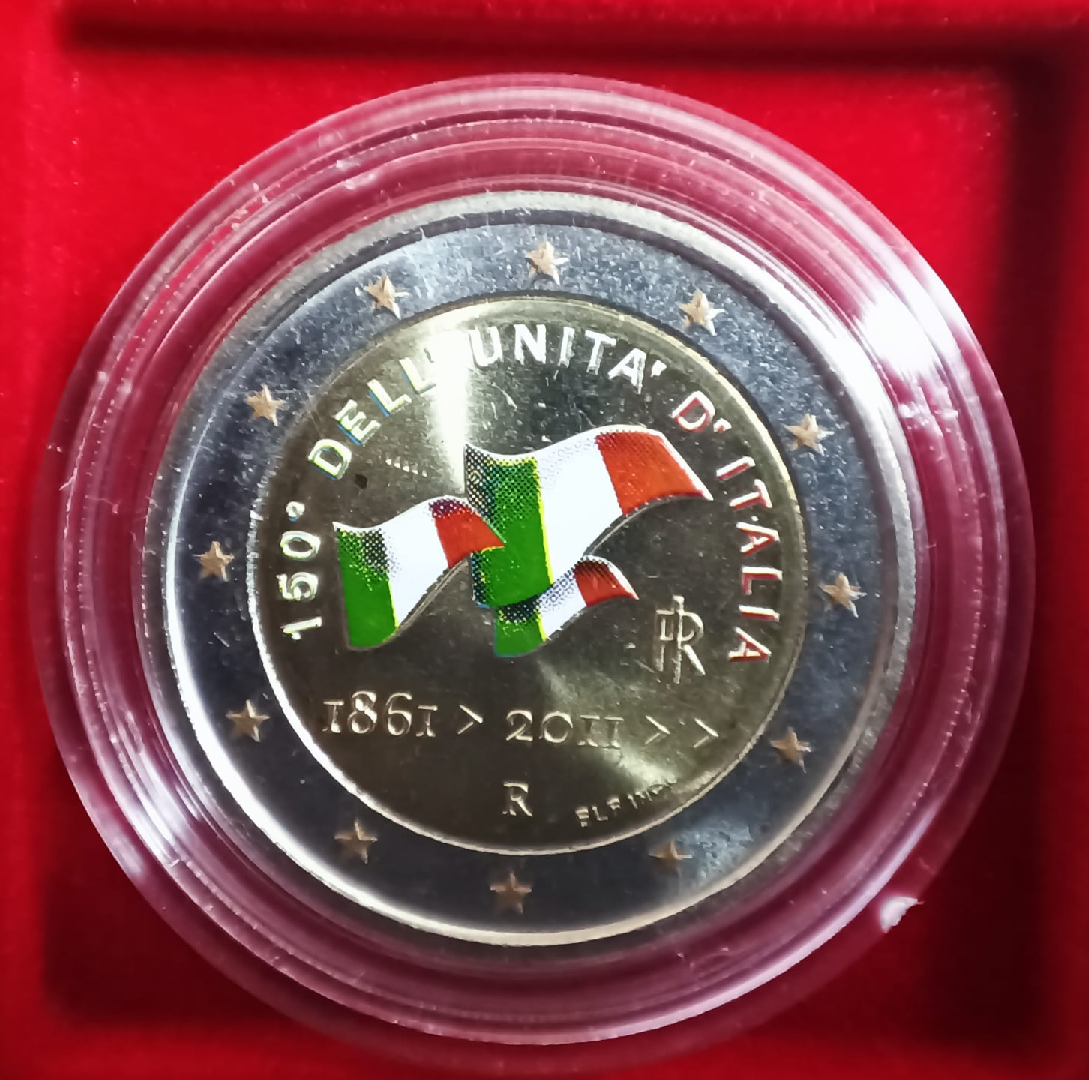 150° DELL'UNITA' D'ITALIA
RI
1861 > 2011 > >
R